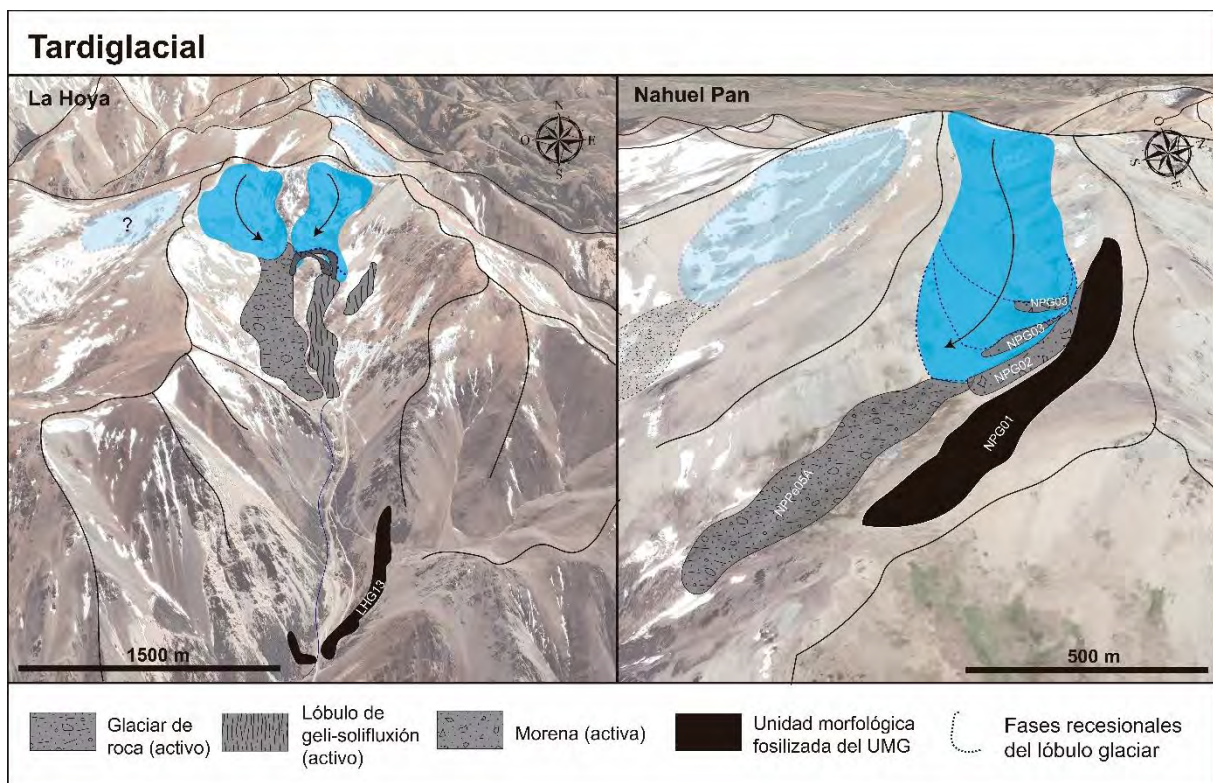 Tardiglacial
La Hoya
N
O
E
S
?
LHG13
1500 m
Nahuel Pan
O
N
S
E
NPG03
NPG03
NPG02
NPG01
NPPe05A
500 m
Glaciar de
roca (activo)
Lóbulo de
geli-solifluxión
(activo)
Morena (activa)
Unidad morfológica
fosilizada del UMG
Fases recesionales
del lóbulo glaciar